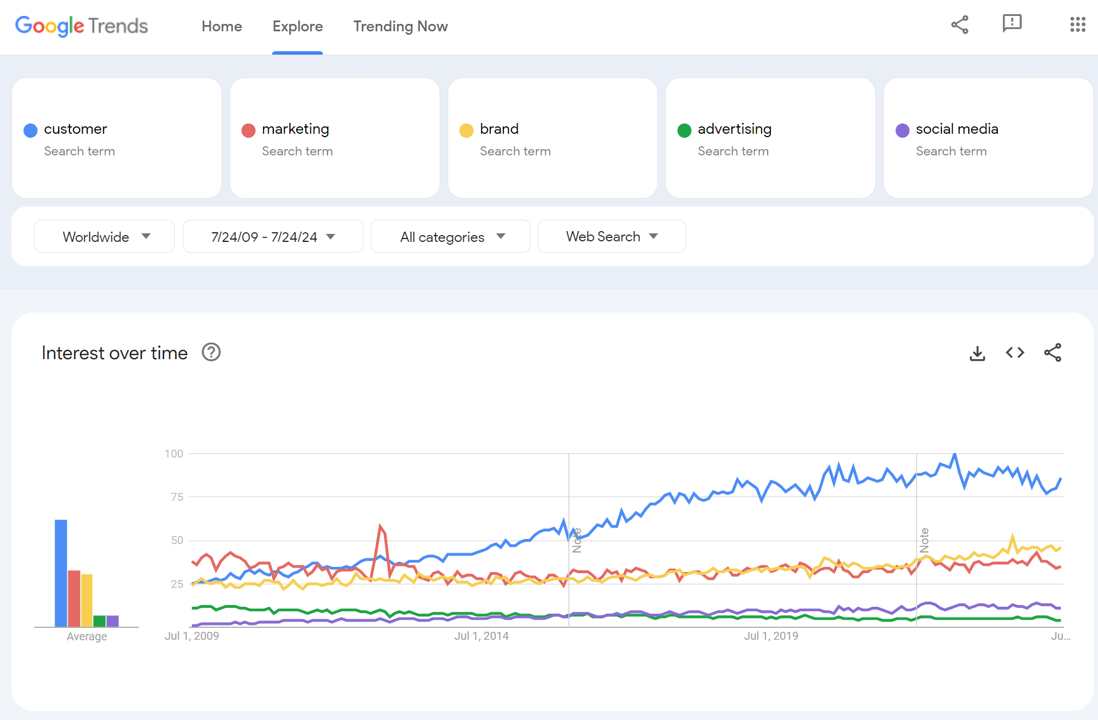 Google Trends Home Explore Trending Now
customer marketing brand advertising social media
Search term Search term Search term Search term Search term
Worldwide 7/24/09 - 7/24/24 All categories Web Search
Interest over time
100
75
50
25
Note
Note
Average
Jul 1, 2009 Jul 1, 2014 Jul 1, 2019 Ju...